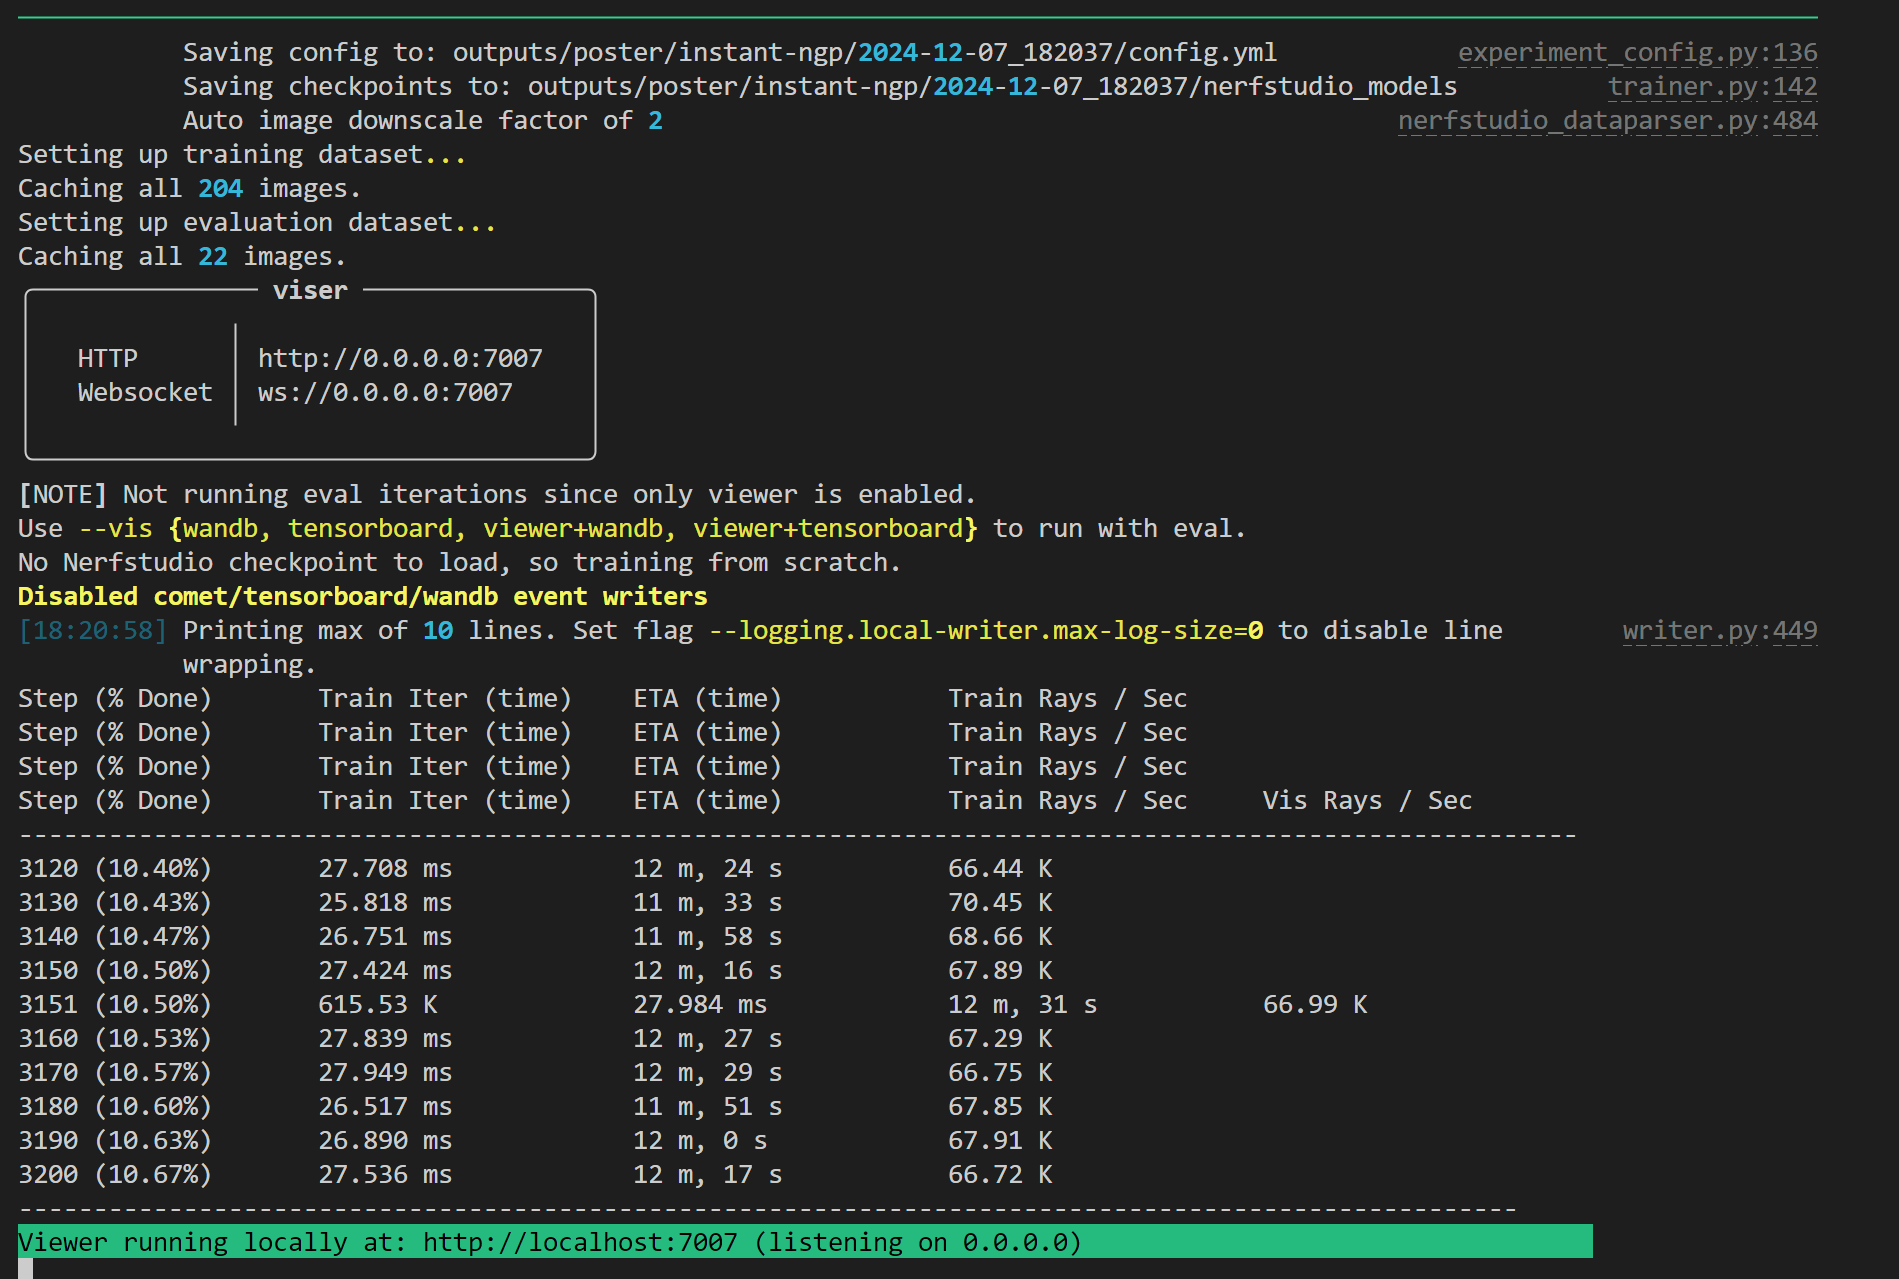 Saving config to: outputs/poster/instant-ngp/2024-12-07_182037/config.yml experiment_config.py:136
Saving checkpoints to: outputs/poster/instant-ngp/2024-12-07_182037/nerfstudio_models trainer.py:142
Auto image downscale factor of 2 nerfstudio_dataparser.py:484
Setting up training dataset...
Caching all 204 images.
Setting up evaluation dataset...
Caching all 22 images.
viser
HTTP http://0.0.0.0:7007
Websocket ws://0.0.0.0:7007
[NOTE] Not running eval iterations since only viewer is enabled.
Use --vis {wandb, tensorboard, viewer+wandb, viewer+tensorboard} to run with eval.
No Nerfstudio checkpoint to load, so training from scratch.
Disabled comet/tensorboard/wandb event writers
[18:20:58] Printing max of 10 lines. Set flag --logging.local-writer.max-log-size=0 to disable line writer.py:449
wrapping.
Step (% Done) Train Iter (time) ETA (time) Train Rays / Sec
Step (% Done) Train Iter (time) ETA (time) Train Rays / Sec
Step (% Done) Train Iter (time) ETA (time) Train Rays / Sec
Step (% Done) Train Iter (time) ETA (time) Train Rays / Sec Vis Rays / Sec
--------------------------------------------------------------------------------------------------------
3120 (10.40%) 27.708 ms 12 m, 24 s 66.44 K
3130 (10.43%) 25.818 ms 11 m, 33 s 70.45 K
3140 (10.47%) 26.751 ms 11 m, 58 s 68.66 K
3150 (10.50%) 27.424 ms 12 m, 16 s 67.89 K
3151 (10.50%) 615.53 K 27.984 ms 12 m, 31 s 66.99 K
3160 (10.53%) 27.839 ms 12 m, 27 s 67.29 K
3170 (10.57%) 27.949 ms 12 m, 29 s 66.75 K
3180 (10.60%) 26.517 ms 11 m, 51 s 67.85 K
3190 (10.63%) 26.890 ms 12 m, 0 s 67.91 K
3200 (10.67%) 27.536 ms 12 m, 17 s 66.72 K
----------------------------------------------------------------------------------------------------
Viewer running locally at: http://localhost:7007 (listening on 0.0.0.0)